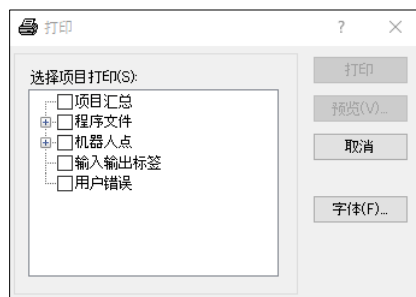 打印
选择项目打印(S):
项目汇总
程序文件
机器人点
输入输出标签
用户错误
打印
预览(V)...
取消
字体(F)...